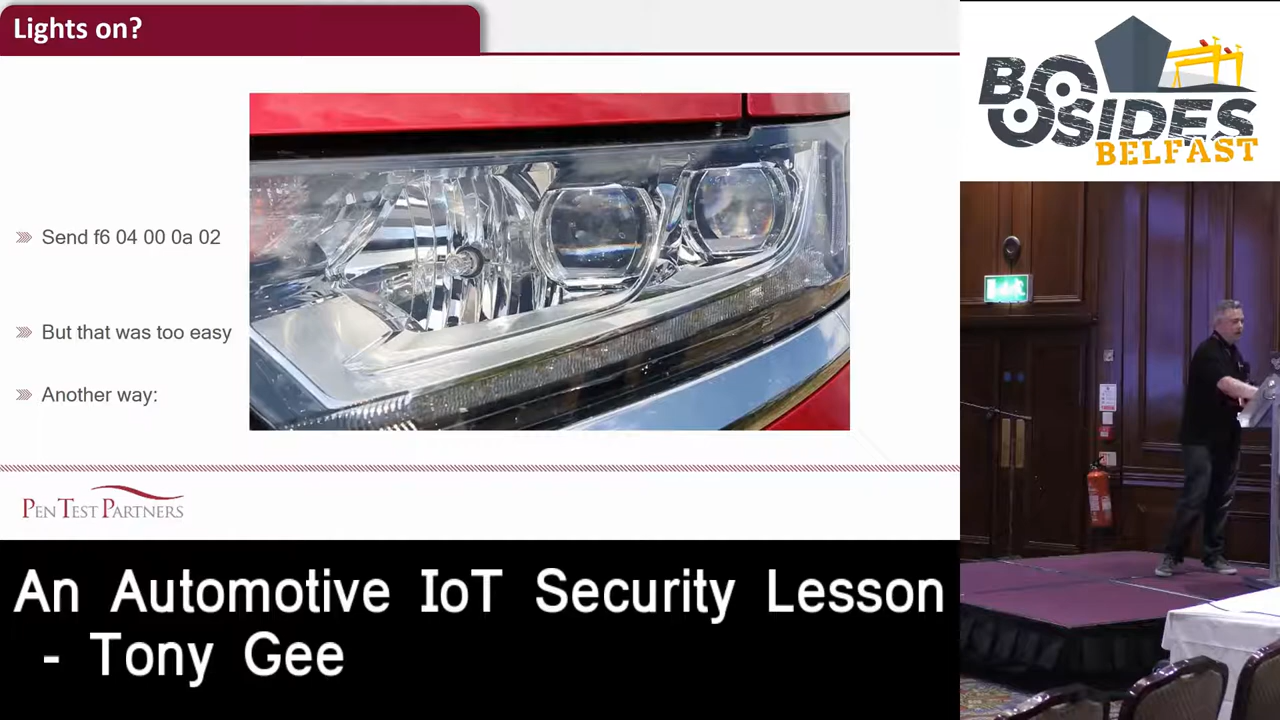 Lights on?
Send f6 04 00 0a 02
But that was too easy
Another way:
PEN TEST PARTNERS
BSIDES
BELFAST
An Automotive IoT Security Lesson
- Tony Gee